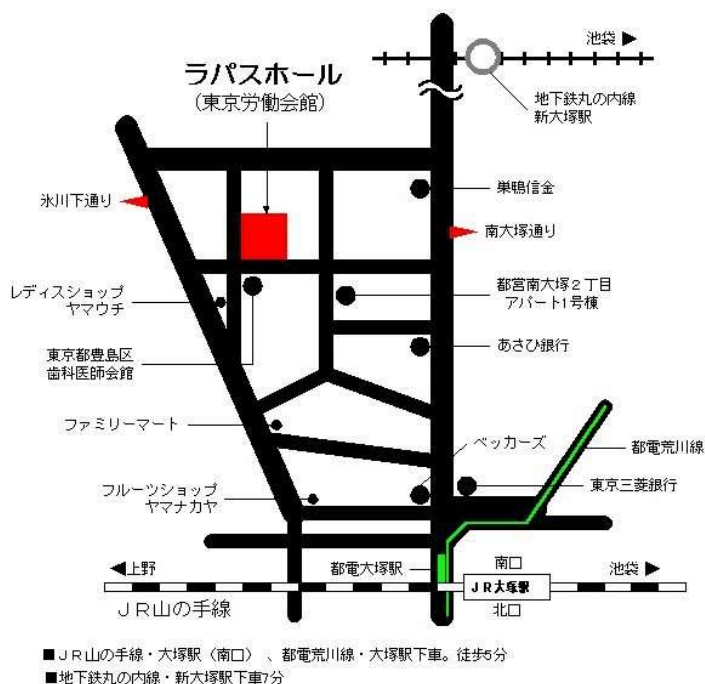 池袋
ラパスホール
(東京労働会館)
地下鉄丸の内線
新大塚駅
巣鴨信金
氷川下通り
南大塚通り
レディスショップ
ヤマウチ
都営南大塚2丁目
アパート1号棟
東京都豊島区
歯科医師会館
あさひ銀行
ファミリーマート
ベッカーズ
都電荒川線
フルーツショップ
ヤマナカヤ
東京三菱銀行
上野
都電大塚駅
南口
池袋
JR大塚駅
JR山の手線
北口
■JR山の手線・大塚駅(南口)、都電荒川線・大塚駅下車。徒歩5分
■地下鉄丸の内線・新大塚駅下車7分